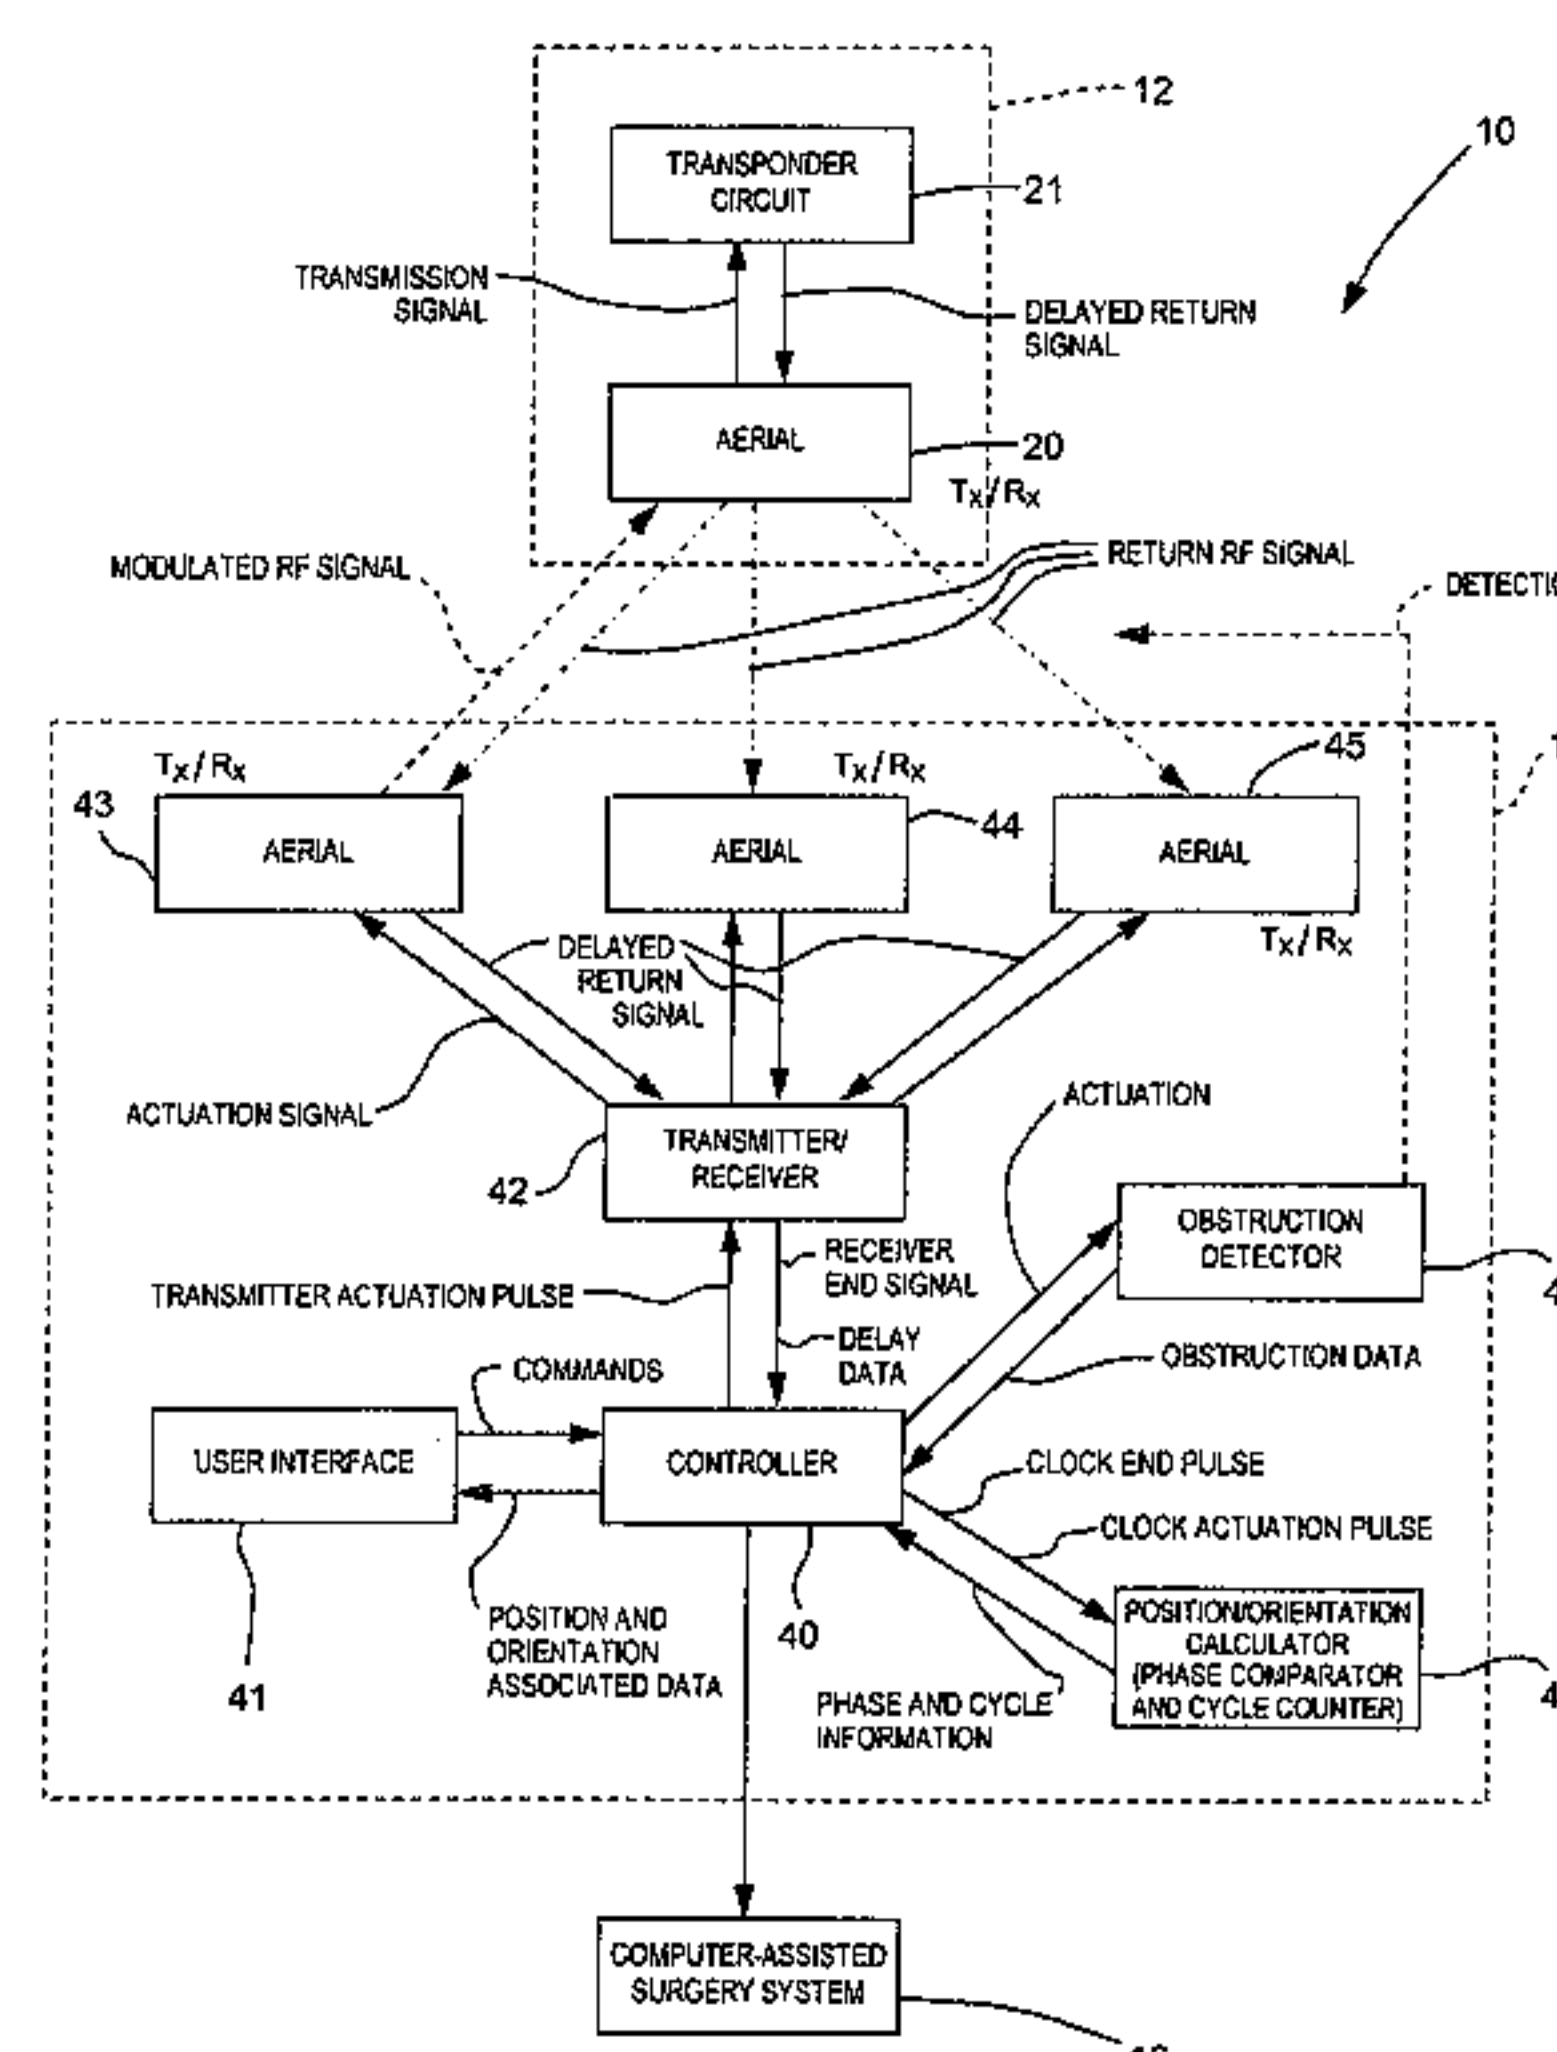 12
10
TRANSPONDER
CIRCUIT
21
TRANSMISSION
SIGNAL
DELAYED RETURN
SIGNAL
AERIAL
20
Tx/Rx
MODULATED RF SIGNAL
RETURN RF SIGNAL
Tx/Rx
Tx/Rx
45
43
44
AERIAL
AERIAL
AERIAL
Tx/Rx
DELAYED
RETURN
SIGNAL
ACTUATION SIGNAL
ACTUATION
TRANSMITTER/
RECEIVER
42
OBSTRUCTION
DETECTOR
RECEIVER
END SIGNAL
TRANSMITTER ACTUATION PULSE
DELAY
DATA
OBSTRUCTION DATA
COMMANDS
USER INTERFACE
CONTROLLER
CLOCK END PULSE
CLOCK ACTUATION PULSE
POSITION AND
ORIENTATION
ASSOCIATED DATA
40
41
POSITION/ORIENTATION
CALCULATOR
(PHASE COMPARATOR
AND CYCLE COUNTER)
PHASE AND CYCLE
INFORMATION
COMPUTER-ASSISTED
SURGERY SYSTEM